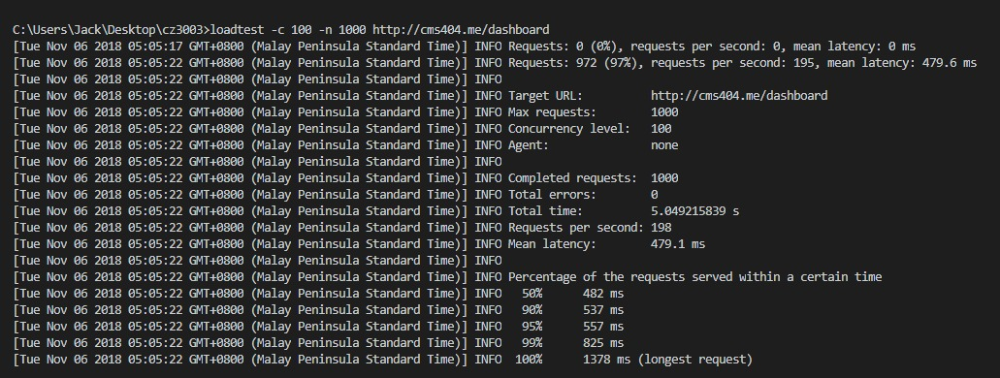 C:\Users\Jack\Desktop\cz3003>loadtest -c 100 -n 1000 http://cms404.me/dashboard
[Tue Nov 06 2018 05:05:17 GMT+0800 (Malay Peninsula Standard Time)] INFO Requests: 0 (0%), requests per second: 0, mean latency: 0 ms
[Tue Nov 06 2018 05:05:22 GMT+0800 (Malay Peninsula Standard Time)] INFO Requests: 972 (97%), requests per second: 195, mean latency: 479.6 ms
[Tue Nov 06 2018 05:05:22 GMT+0800 (Malay Peninsula Standard Time)] INFO
[Tue Nov 06 2018 05:05:22 GMT+0800 (Malay Peninsula Standard Time)] INFO Target URL:          http://cms404.me/dashboard
[Tue Nov 06 2018 05:05:22 GMT+0800 (Malay Peninsula Standard Time)] INFO Max requests:        1000
[Tue Nov 06 2018 05:05:22 GMT+0800 (Malay Peninsula Standard Time)] INFO Concurrency level:   100
[Tue Nov 06 2018 05:05:22 GMT+0800 (Malay Peninsula Standard Time)] INFO Agent:               none
[Tue Nov 06 2018 05:05:22 GMT+0800 (Malay Peninsula Standard Time)] INFO
[Tue Nov 06 2018 05:05:22 GMT+0800 (Malay Peninsula Standard Time)] INFO Completed requests:  1000
[Tue Nov 06 2018 05:05:22 GMT+0800 (Malay Peninsula Standard Time)] INFO Total errors:        0
[Tue Nov 06 2018 05:05:22 GMT+0800 (Malay Peninsula Standard Time)] INFO Total time:          5.049215839 s
[Tue Nov 06 2018 05:05:22 GMT+0800 (Malay Peninsula Standard Time)] INFO Requests per second: 198
[Tue Nov 06 2018 05:05:22 GMT+0800 (Malay Peninsula Standard Time)] INFO Mean latency:        479.1 ms
[Tue Nov 06 2018 05:05:22 GMT+0800 (Malay Peninsula Standard Time)] INFO
[Tue Nov 06 2018 05:05:22 GMT+0800 (Malay Peninsula Standard Time)] INFO Percentage of the requests served within a certain time
[Tue Nov 06 2018 05:05:22 GMT+0800 (Malay Peninsula Standard Time)] INFO   50%      482 ms
[Tue Nov 06 2018 05:05:22 GMT+0800 (Malay Peninsula Standard Time)] INFO   90%      537 ms
[Tue Nov 06 2018 05:05:22 GMT+0800 (Malay Peninsula Standard Time)] INFO   95%      557 ms
[Tue Nov 06 2018 05:05:22 GMT+0800 (Malay Peninsula Standard Time)] INFO   99%      825 ms
[Tue Nov 06 2018 05:05:22 GMT+0800 (Malay Peninsula Standard Time)] INFO  100%      1378 ms (longest request)